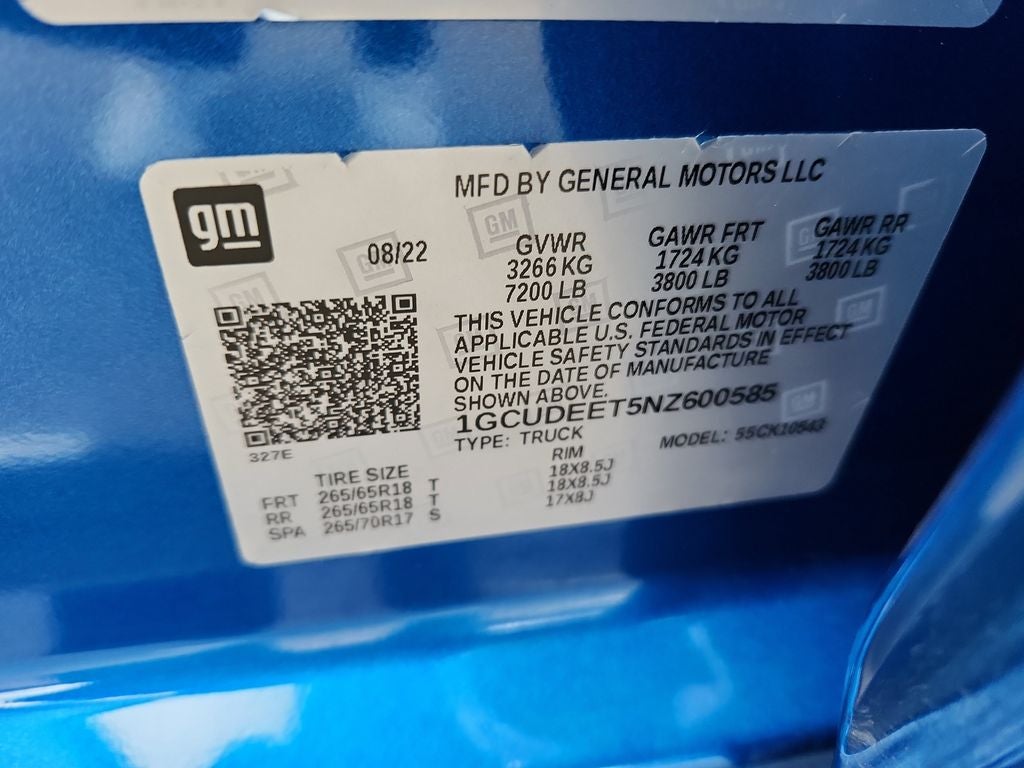 gm
MFD BY GENERAL MOTORS LLC
08/22
GVWR GAWR FRT GAWR RR
3266 KG 1724 KG 1724 KG
7200 LB 3800 LB 3800 LB
THIS VEHICLE CONFORMS TO ALL
APPLICABLE U.S. FEDERAL MOTOR
VEHICLE SAFETY STANDARDS IN EFFECT
ON THE DATE OF MANUFACTURE
SHOWN ABOVE.
1GCUDEET5NZ600585
TYPE: TRUCK MODEL: 55CK10543
327E
TIRE SIZE RIM
FRT 265/65R18 T 18X8.5J
RR 265/65R18 T 18X8.5J
SPA 265/70R17 S 17X8J